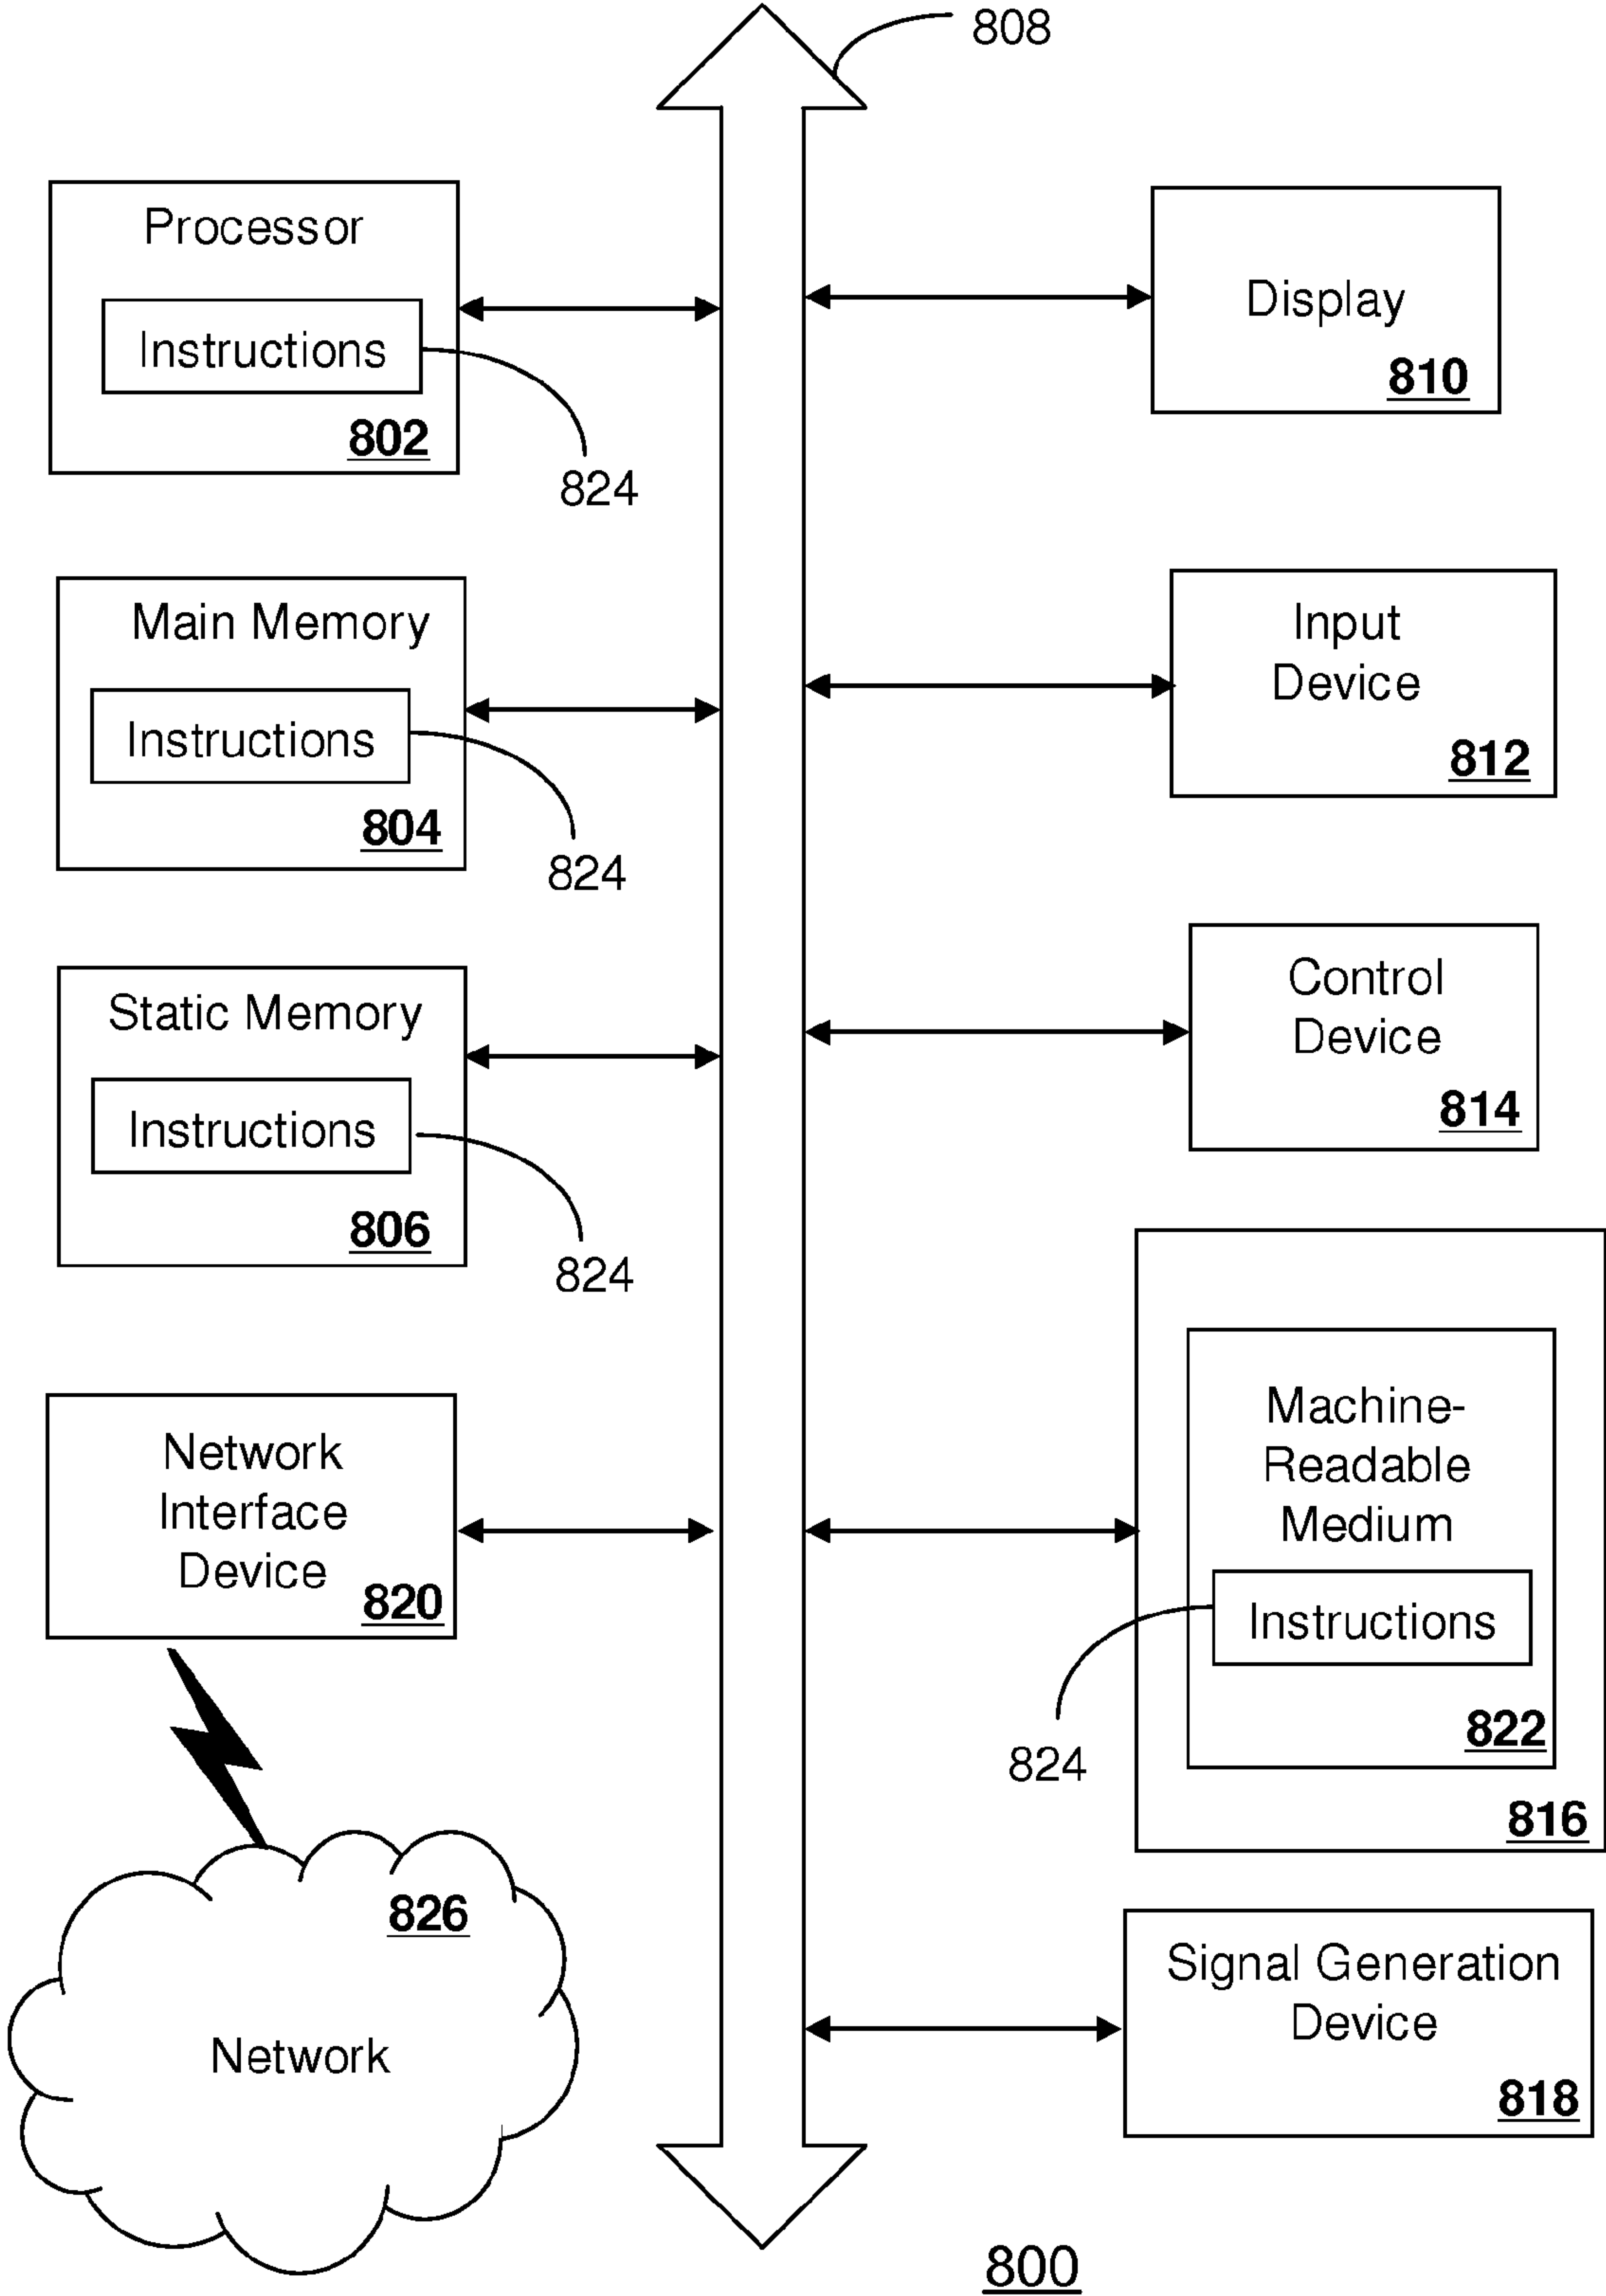 808
Processor
Instructions
802
824
Display
810
Main Memory
Instructions
804
824
Input
Device
812
Static Memory
Instructions
806
824
Control
Device
814
Network
Interface
Device
820
Machine-
Readable
Medium
Instructions
822
824
816
826
Network
Signal Generation
Device
818
800